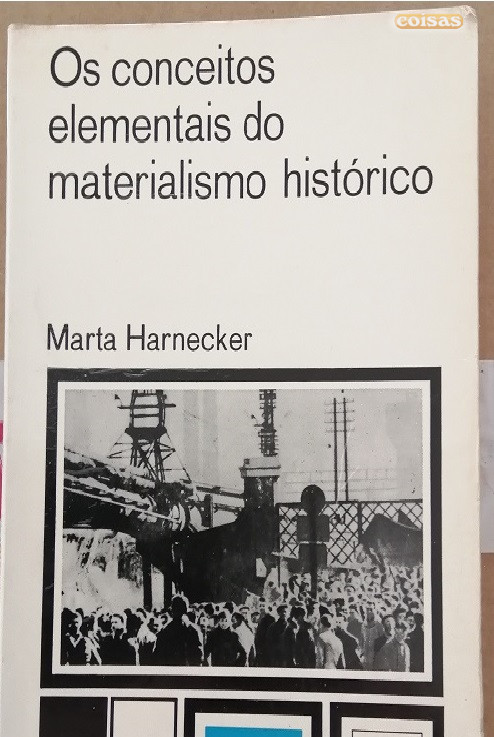 coisas
Os conceitos
elementais do
materialismo histórico
Marta Harnecker